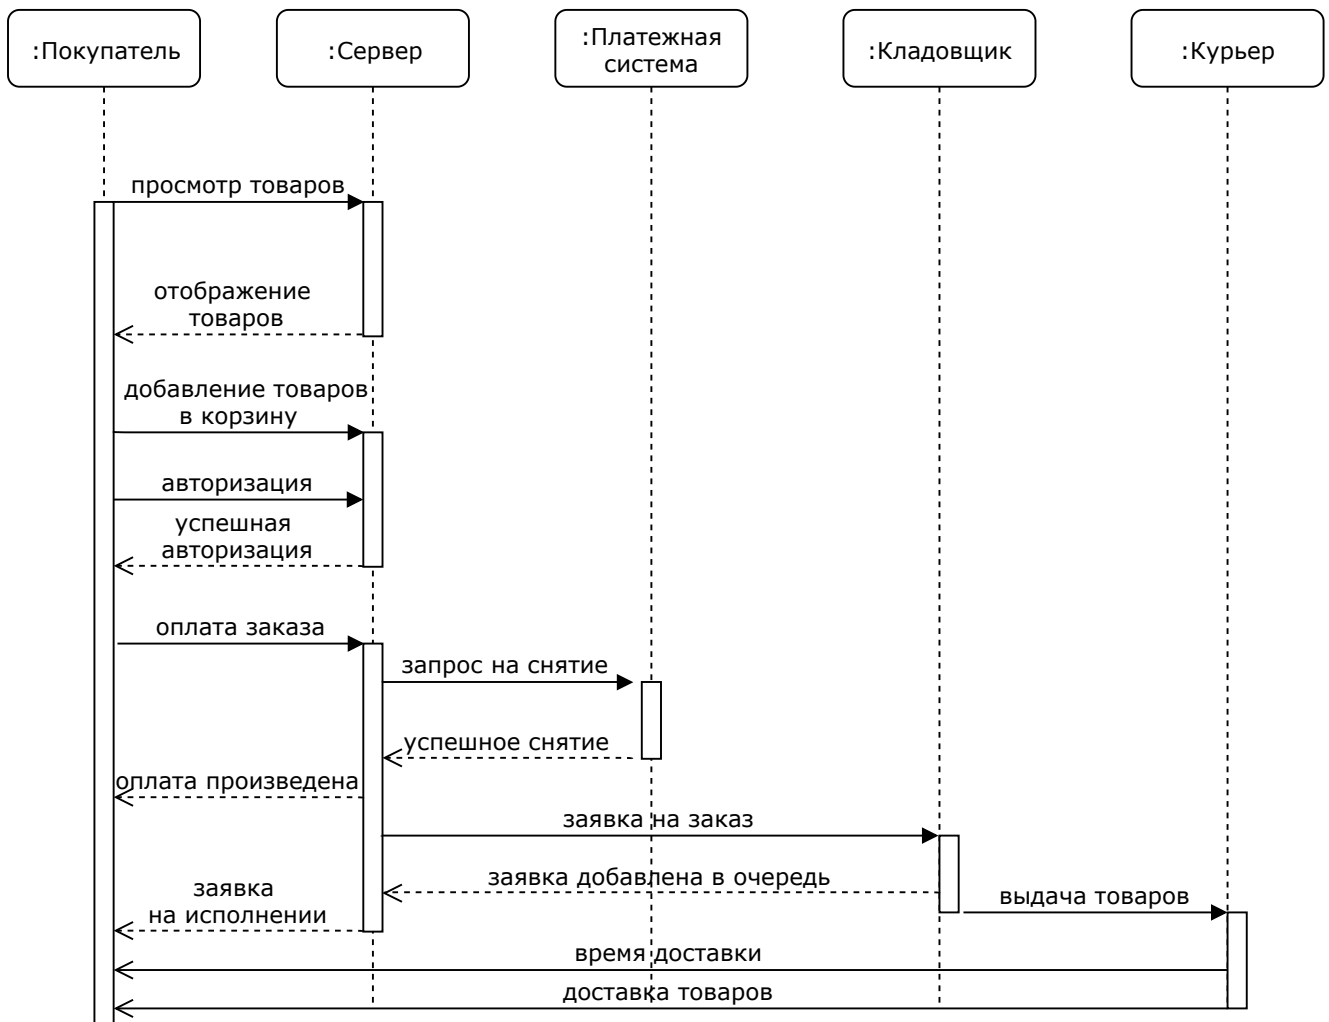 :Покупатель
:Сервер
:Платежная
система
:Кладовщик
:Курьер
просмотр товаров
отображение
товаров
добавление товаров
в корзину
авторизация
успешная
авторизация
оплата заказа
запрос на снятие
успешное снятие
оплата произведена
заявка на заказ
заявка добавлена в очередь
заявка
на исполнении
выдача товаров
время доставки
доставка товаров